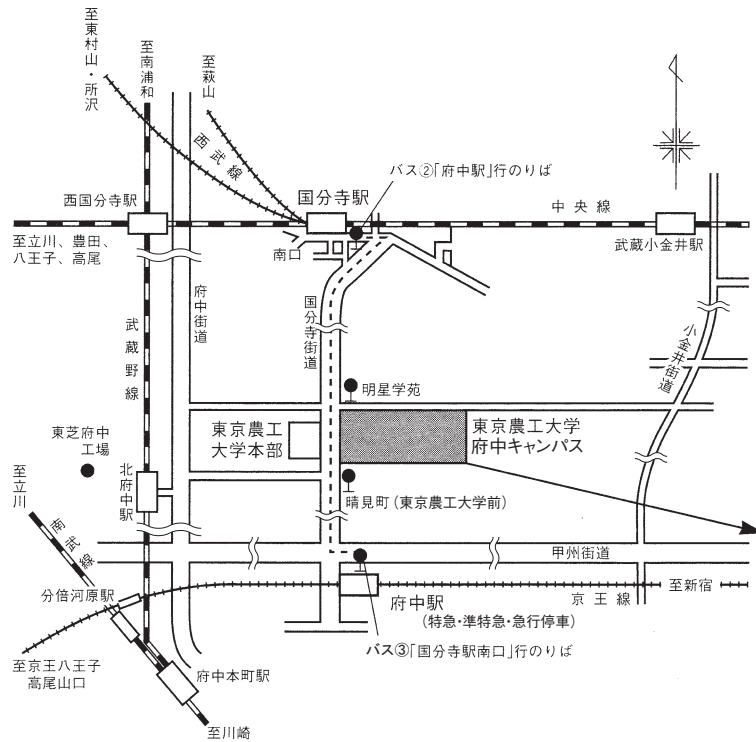 至東村山・所沢
至南浦和
至萩山
西武線
バス②「府中駅」行のりば
西国分寺駅
国分寺駅
中央線
武蔵小金井駅
至立川、豊田、
八王子、高尾
南口
府中街道
国分寺街道
武蔵野線
小金井街道
明星学苑
東京農工
大学本部
東京農工大学
府中キャンパス
東芝府中
工場
北府中駅
至立川
南武線
晴見町(東京農工大学前)
甲州街道
分倍河原駅
府中駅
(特急・準特急・急行停車)
京王線
至新宿
バス③「国分寺駅南口」行のりば
至京王八王子
高尾山口
府中本町駅
至川崎